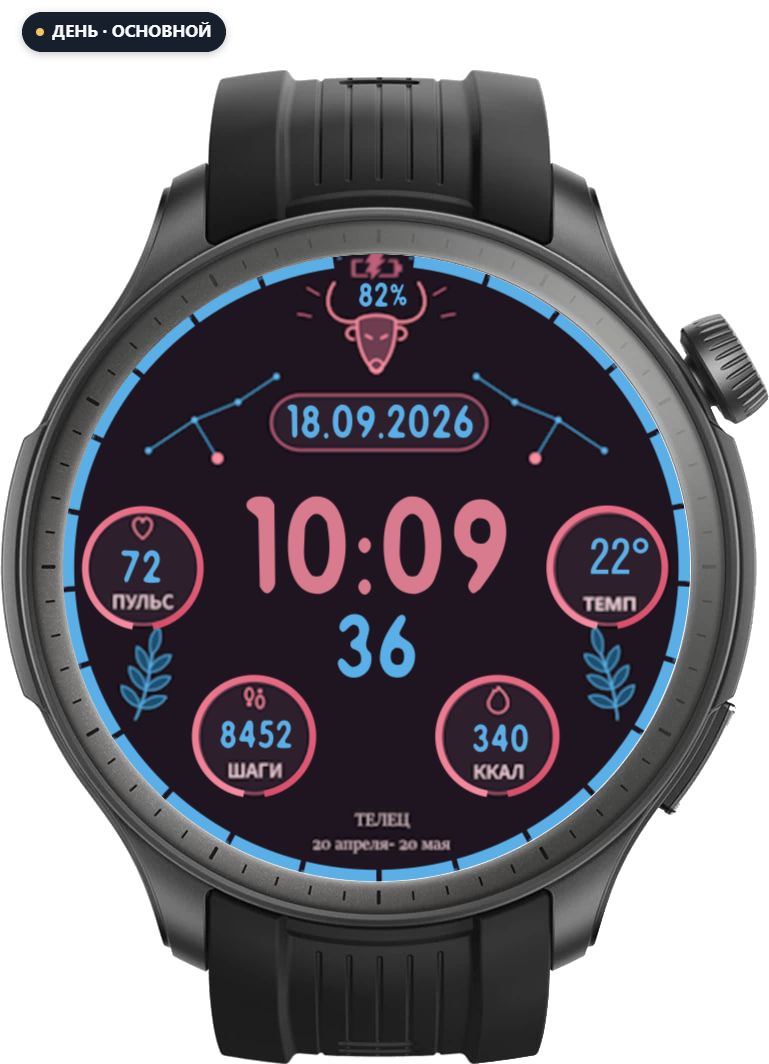 ДЕНЬ · ОСНОВНОЙ
82%
18.09.2026
10:09
72
ПУЛЬС
22°
ТЕМП
36
8452
ШАГИ
340
ККАЛ
ТЕЛЕЦ
20 апреля- 20 мая